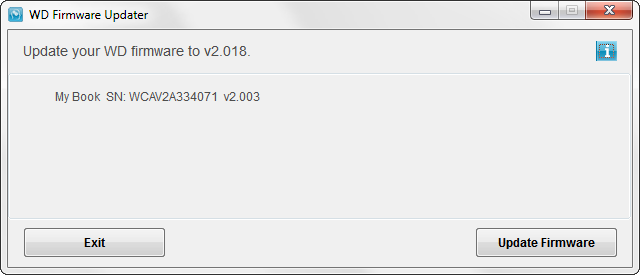 WD Firmware Updater
Update your WD firmware to v2.018.
My Book SN: WCAV2A334071 v2.003
Exit
Update Firmware